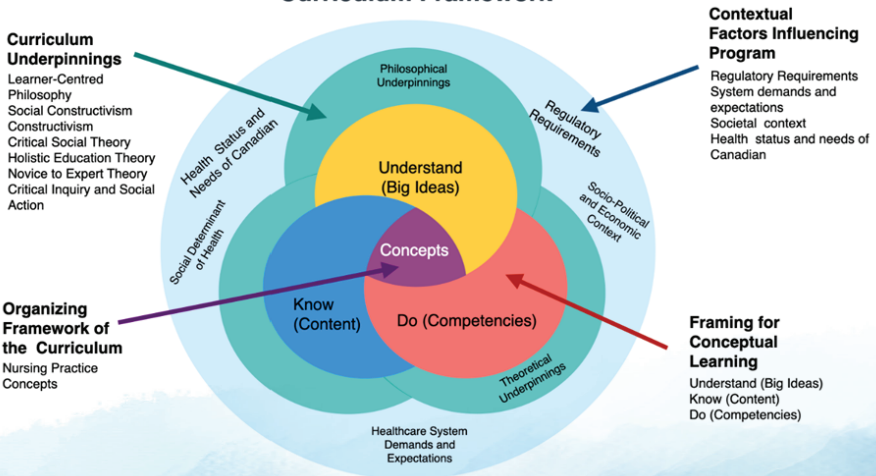 Curriculum Framework
Curriculum
Underpinnings
Learner-Centred
Philosophy
Social Constructivism
Constructivism
Critical Social Theory
Holistic Education Theory
Novice to Expert Theory
Critical Inquiry and Social
Action
Contextual
Factors Influencing
Program
Regulatory Requirements
System demands and
expectations
Societal context
Health status and needs of
Canadian
Philosophical
Underpinnings
Health Status and
Needs of Canadian
Regulatory
Requirements
Understand
(Big Ideas)
Socio-Political
and Economic
Context
Social Determinant
of Health
Concepts
Know
(Content)
Do (Competencies)
Theoretical
Underpinnings
Healthcare System
Demands and
Expectations
Organizing
Framework of
the Curriculum
Nursing Practice
Concepts
Framing for
Conceptual
Learning
Understand (Big Ideas)
Know (Content)
Do (Competencies)